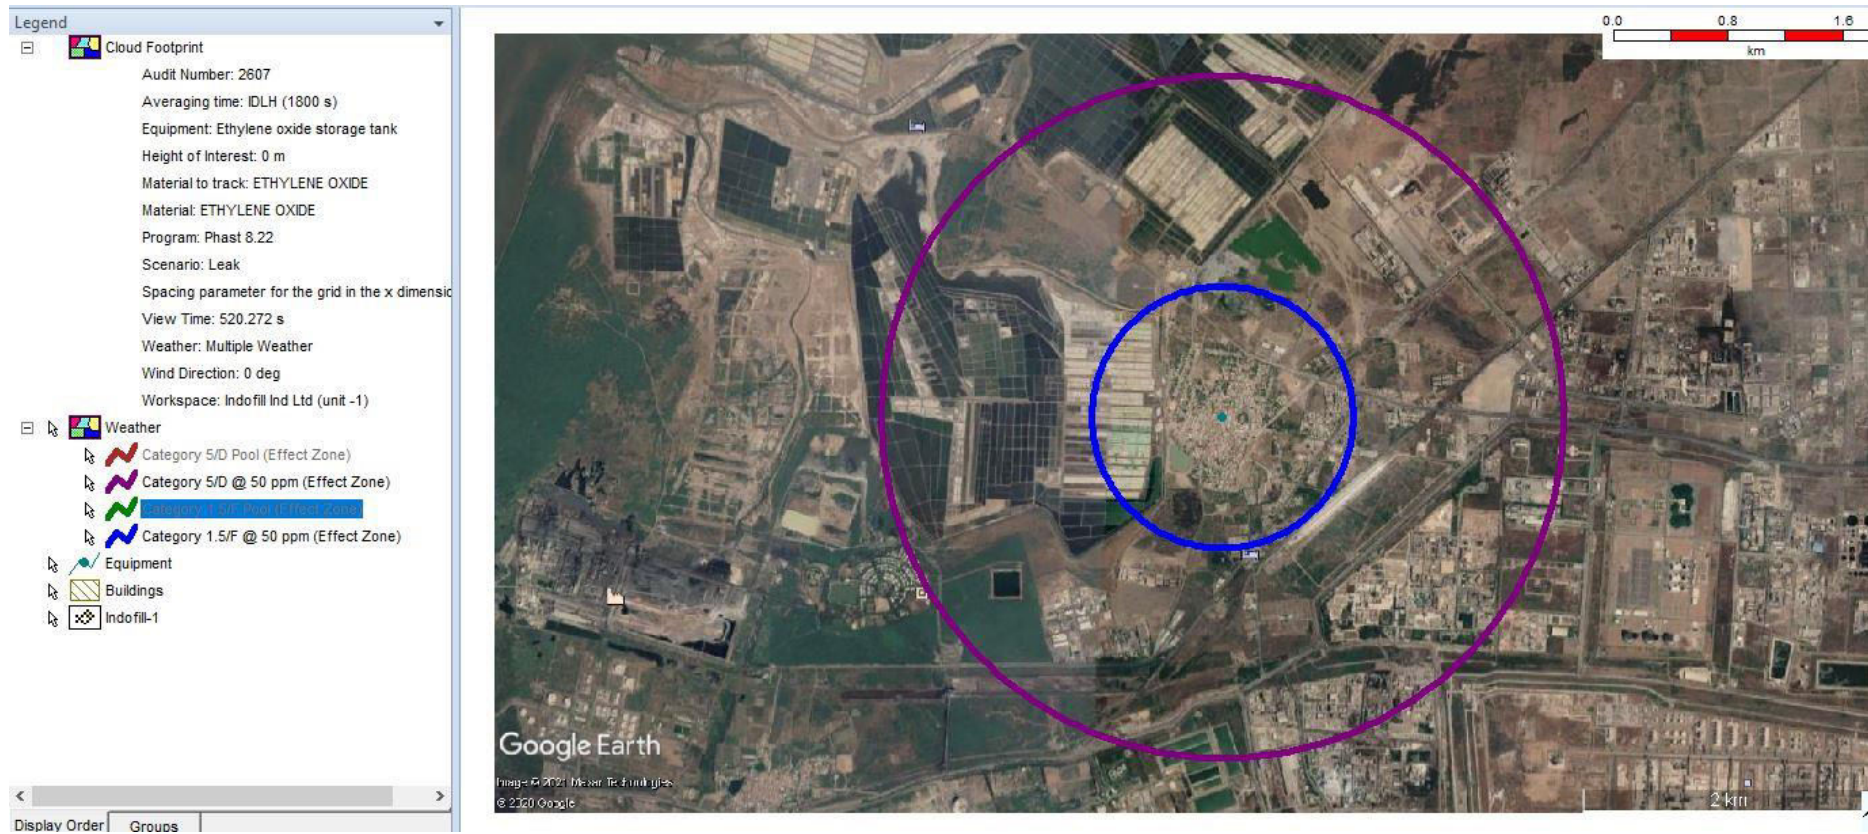 Legend
Cloud Footprint
Audit Number: 2607
Averaging time: IDLH (1800 s)
Equipment: Ethylene oxide storage tank
Height of Interest: 0 m
Material to track: ETHYLENE OXIDE
Material: ETHYLENE OXIDE
Program: Phast 8.22
Scenario: Leak
Spacing parameter for the grid in the x dimensio
View Time: 520.272 s
Weather: Multiple Weather
Wind Direction: 0 deg
Workspace: Indofill Ind Ltd (unit -1)
Weather
Category 5/D Pool (Effect Zone)
Category 5/D @ 50 ppm (Effect Zone)
Category 1.5/F Pool (Effect Zone)
Category 1.5/F @ 50 ppm (Effect Zone)
Equipment
Buildings
Indofill-1
Display Order Groups
0.0 0.8 1.6
km
Google Earth
Image © 2021 Maxar Technologies
© 2020 Google
2 km